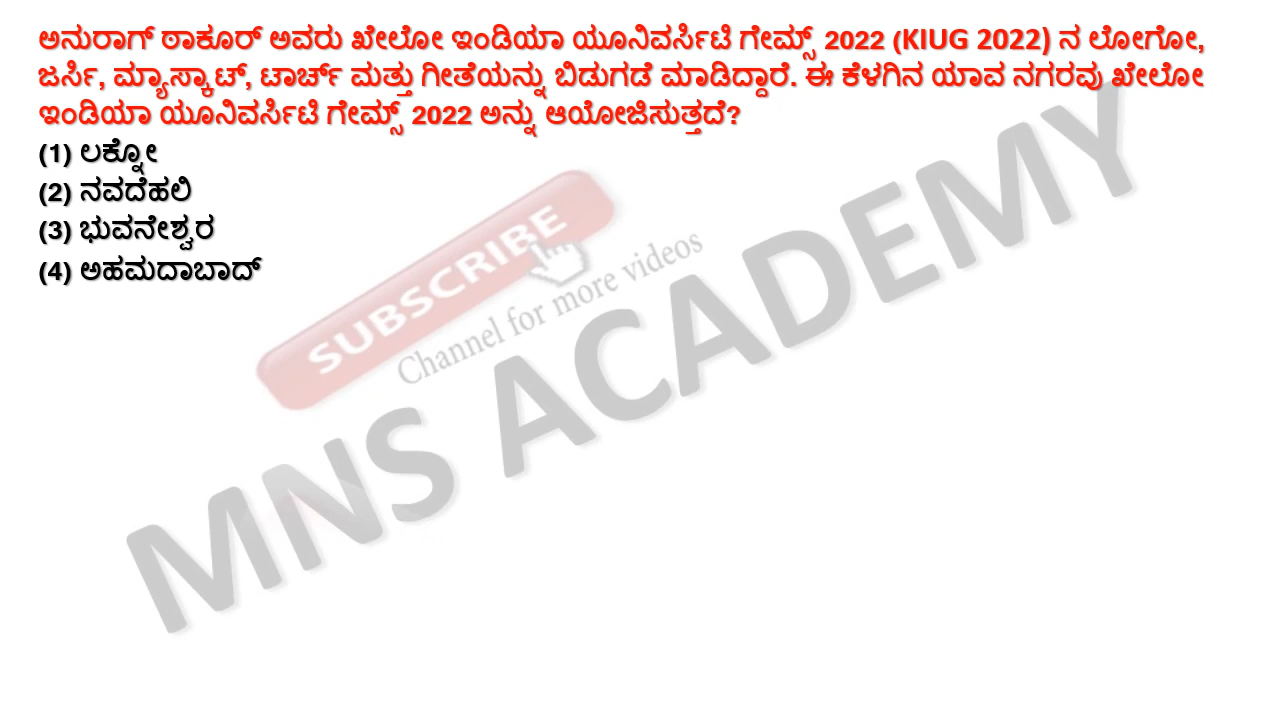 ಅನುರಾಗ್ ಠಾಕೂರ್ ಅವರು ಖೇಲೋ ಇಂಡಿಯಾ ಯೂನಿವರ್ಸಿಟಿ ಗೇಮ್ಸ್ 2022 (KIUG 2022) ನ ಲೋಗೋ,
ಜರ್ಸಿ, ಮ್ಯಾಸ್ಕಾಟ್, ಟಾರ್ಚ್ ಮತ್ತು ಗೀತೆಯನ್ನು ಬಿಡುಗಡೆ ಮಾಡಿದ್ದಾರೆ. ಈ ಕೆಳಗಿನ ಯಾವ ನಗರವು ಖೇಲೋ
ಇಂಡಿಯಾ ಯೂನಿವರ್ಸಿಟಿ ಗೇಮ್ಸ್ 2022 ಅನ್ನು ಆಯೋಜಿಸುತ್ತದೆ?
(1) ಲಕ್ನೋ
(2) ನವದೆಹಲಿ
(3) ಭುವನೇಶ್ವರ
(4) ಅಹಮದಾಬಾದ್
SUBSCRIBE
Channel for more videos
MNS ACADEMY